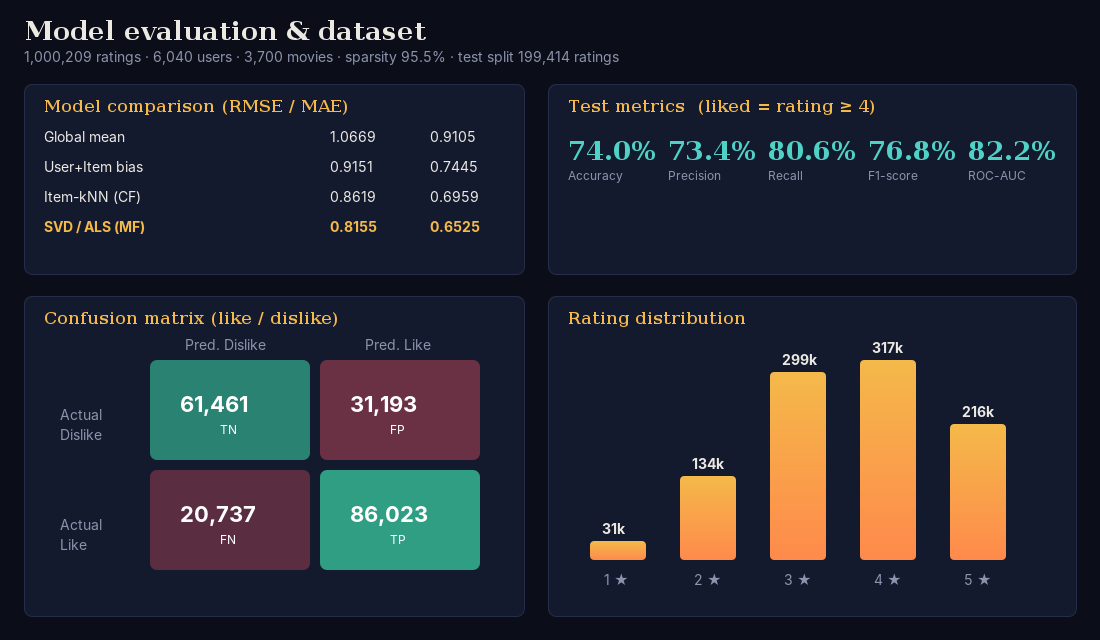 Model evaluation & dataset
1,000,209 ratings · 6,040 users · 3,700 movies · sparsity 95.5% · test split 199,414 ratings
Model comparison (RMSE / MAE)
Global mean 1.0669 0.9105
User+Item bias 0.9151 0.7445
Item-kNN (CF) 0.8619 0.6959
SVD / ALS (MF) 0.8155 0.6525
Test metrics (liked = rating ≥ 4)
74.0% 73.4% 80.6% 76.8% 82.2%
Accuracy Precision Recall F1-score ROC-AUC
Confusion matrix (like / dislike)
Pred. Dislike Pred. Like
Actual
Dislike
61,461 31,193
TN FP
Actual
Like
20,737 86,023
FN TP
Rating distribution
31k 134k 299k 317k 216k
1 ★ 2 ★ 3 ★ 4 ★ 5 ★